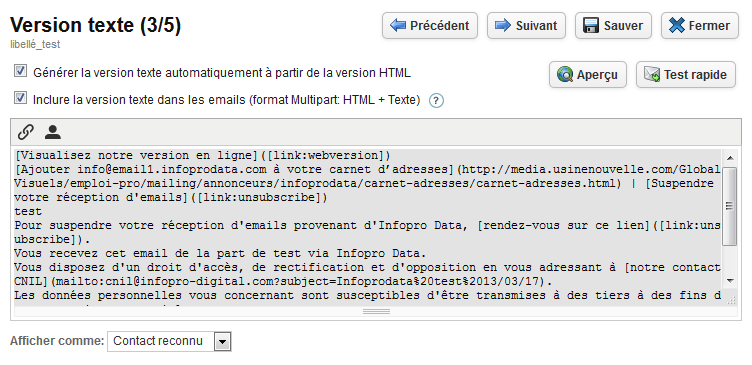 Version texte (3/5)
Précédent
Suivant
Sauver
Fermer
libellé_test
Générer la version texte automatiquement à partir de la version HTML
Aperçu
Test rapide
Inclure la version texte dans les emails (format Multipart: HTML + Texte) ?
[Visualisez notre version en ligne]([link:webversion])
[Ajouter info@email1.infoprodata.com à votre carnet d’adresses](http://media.usinenouvelle.com/Global
Visuels/emploi-pro/mailing/annonceurs/infoprodata/carnet-adresses/carnet-adresses.html) | [Suspendre
votre réception d'emails]([link:unsubscribe])
test
Pour suspendre votre réception d'emails provenant d'Infopro Data, [rendez-vous sur ce lien]([link:uns
ubscribe]).
Vous recevez cet email de la part de test via Infopro Data.
Vous disposez d'un droit d'accès, de rectification et d'opposition en vous adressant à [notre contact
CNIL](mailto:cnil@infopro-digital.com?subject=Infoprodata%20test%2013/03/17).
Les données personnelles vous concernant sont susceptibles d'être transmises à des tiers à des fins d
Afficher comme: Contact reconnu